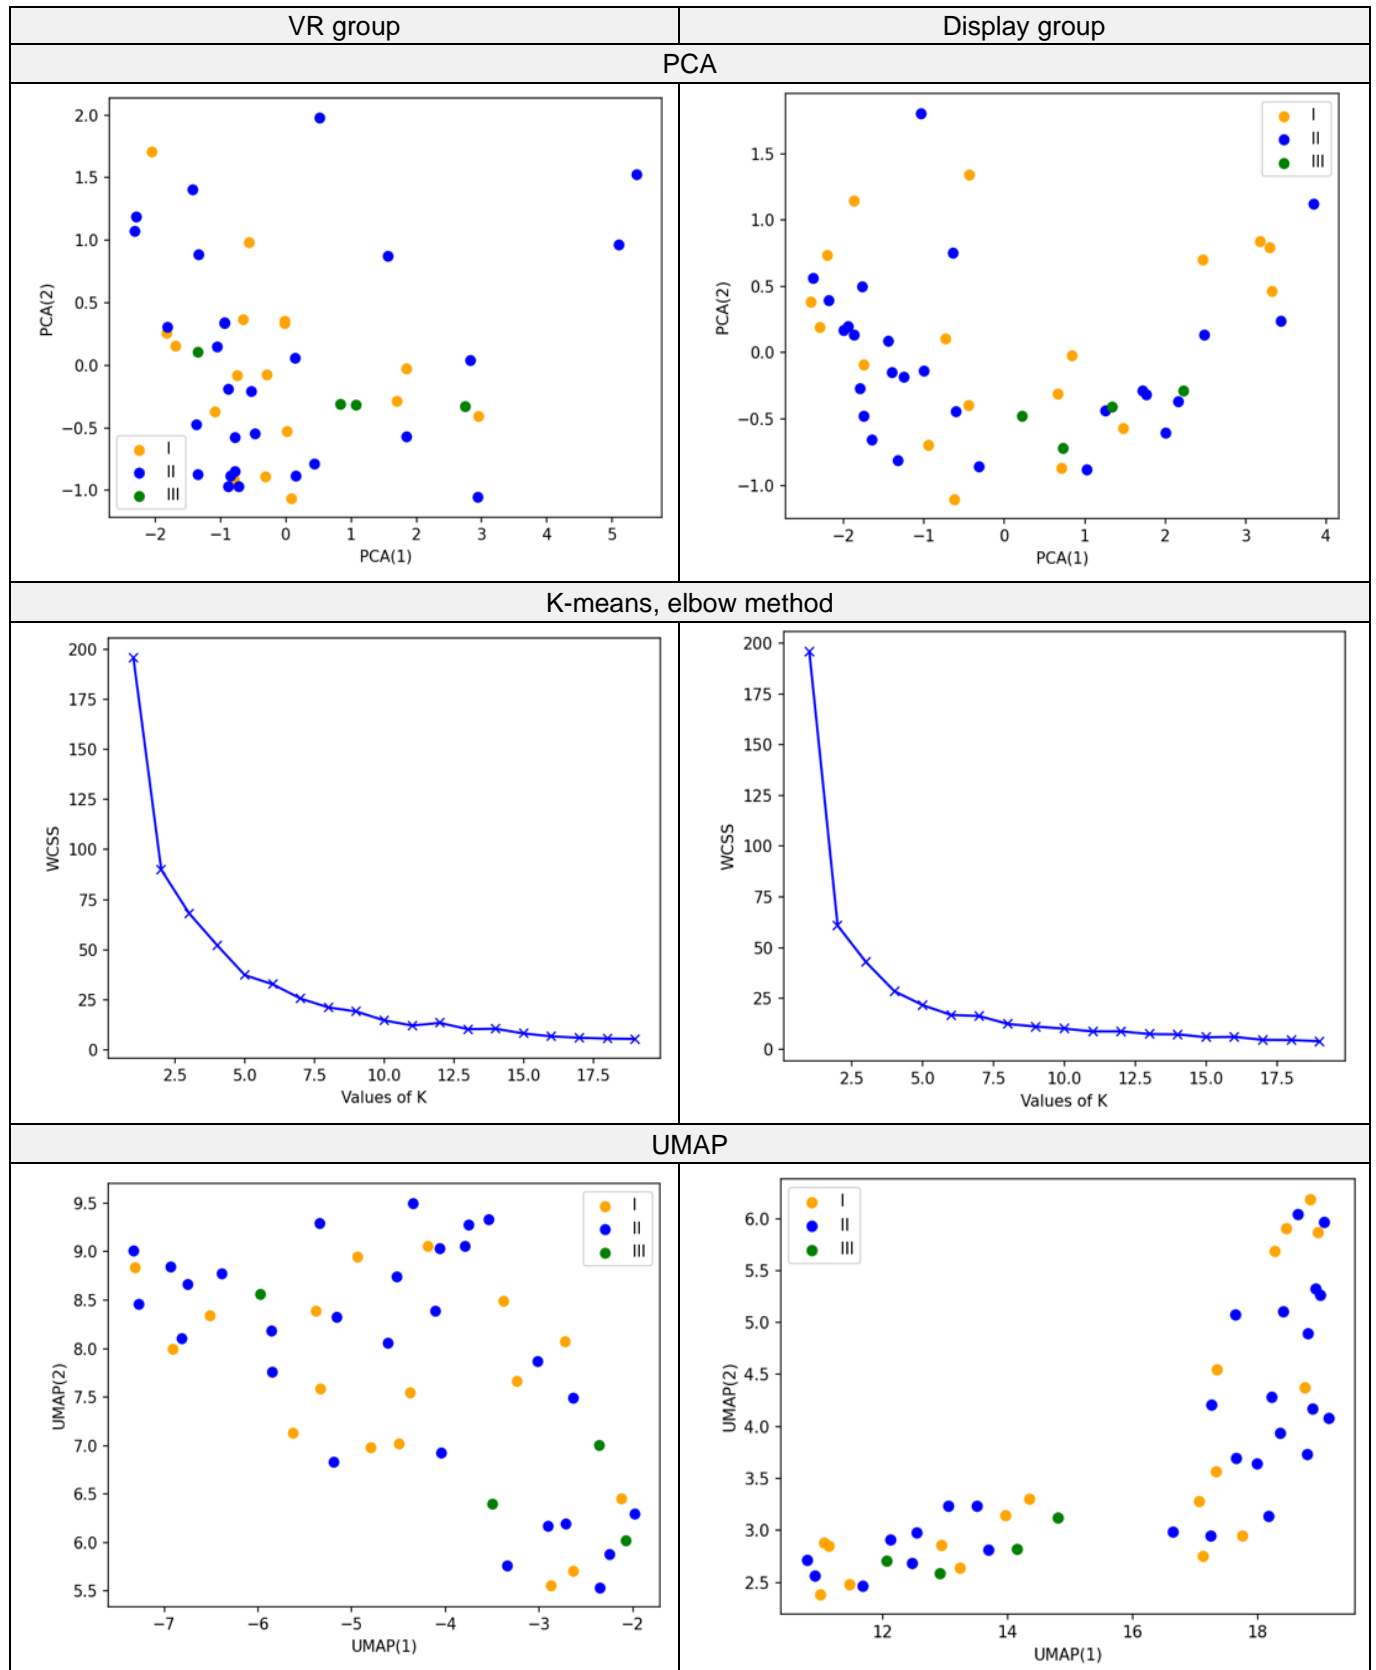 VR group Display group
PCA
2.0
1.5
1.0
0.5
0.0
−0.5
−1.0
PCA(2)
I
II
III
−2 −1 0 1 2 3 4 5
PCA(1)
1.5
1.0
0.5
0.0
−0.5
−1.0
PCA(2)
I
II
III
−2 −1 0 1 2 3 4
PCA(1)
K-means, elbow method
200
175
150
125
100
75
50
25
0
WCSS
2.5 5.0 7.5 10.0 12.5 15.0 17.5
Values of K
200
175
150
125
100
75
50
25
0
WCSS
2.5 5.0 7.5 10.0 12.5 15.0 17.5
Values of K
UMAP
9.5
9.0
8.5
8.0
7.5
7.0
6.5
6.0
5.5
UMAP(2)
I
II
III
−7 −6 −5 −4 −3 −2
UMAP(1)
6.0
5.5
5.0
4.5
4.0
3.5
3.0
2.5
UMAP(2)
I
II
III
12 14 16 18
UMAP(1)